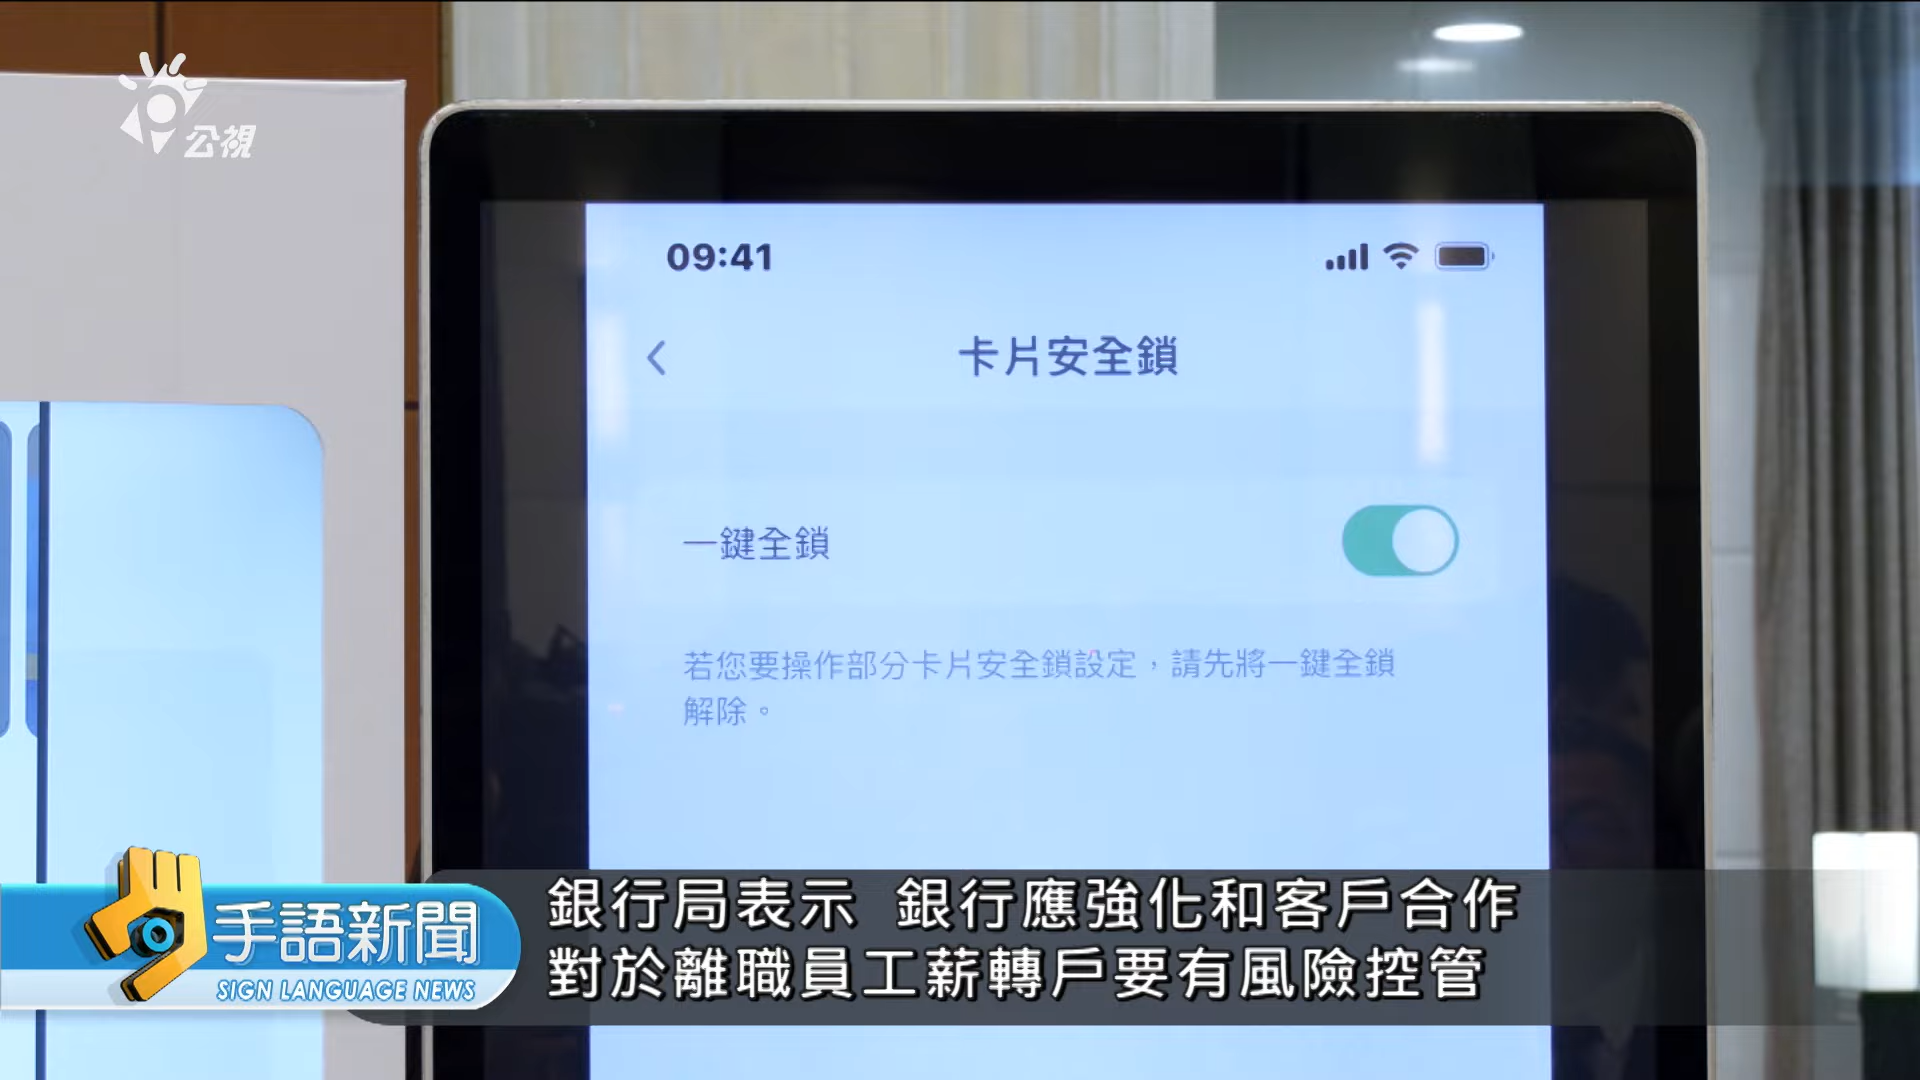 公視
09:41
卡片安全鎖
一鍵全鎖
若您要操作部分卡片安全鎖設定，請先將一鍵全鎖
解除。
手語新聞
SIGN LANGUAGE NEWS
銀行局表示 銀行應強化和客戶合作
對於離職員工薪轉戶要有風險控管